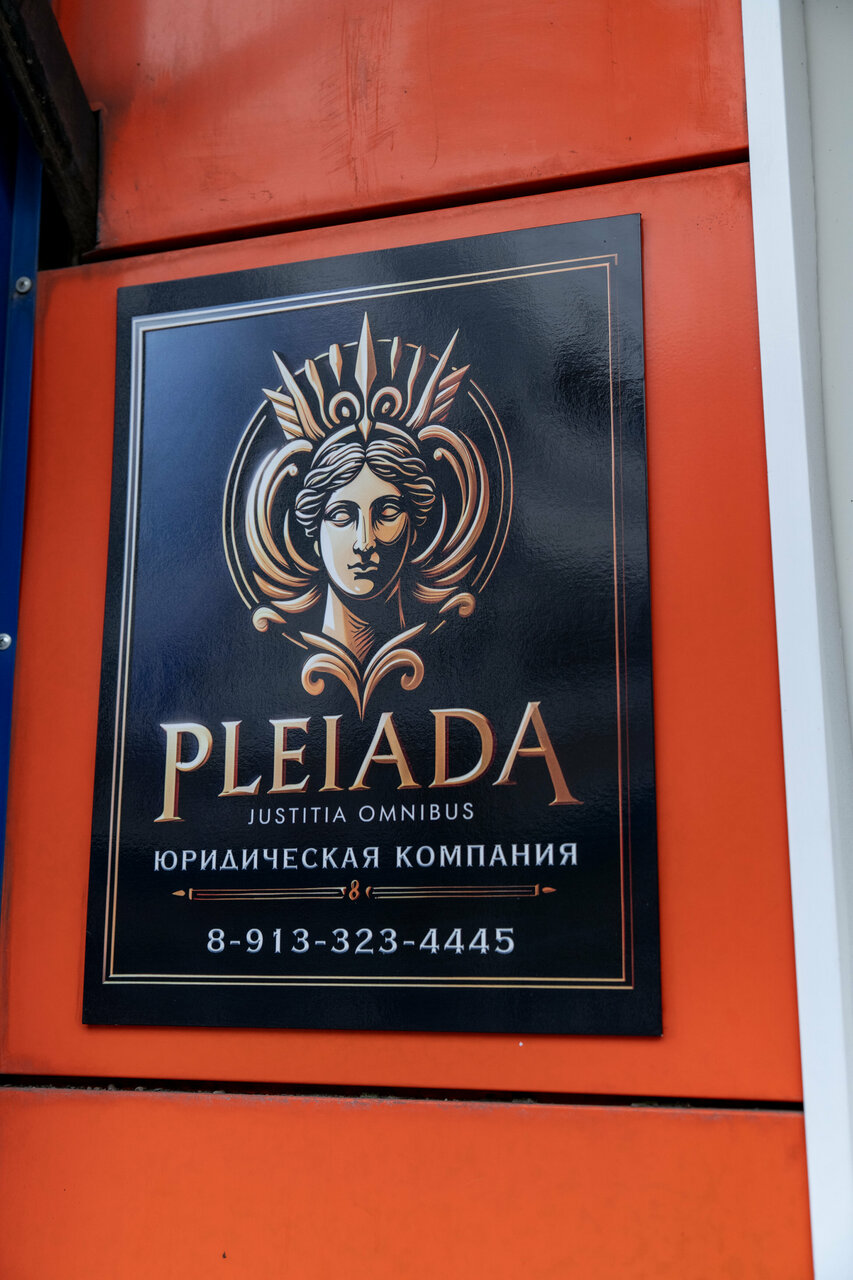 PLEIADA
JUSTITIA OMNIBUS
ЮРИДИЧЕСКАЯ КОМПАНИЯ
8-913-323-4445